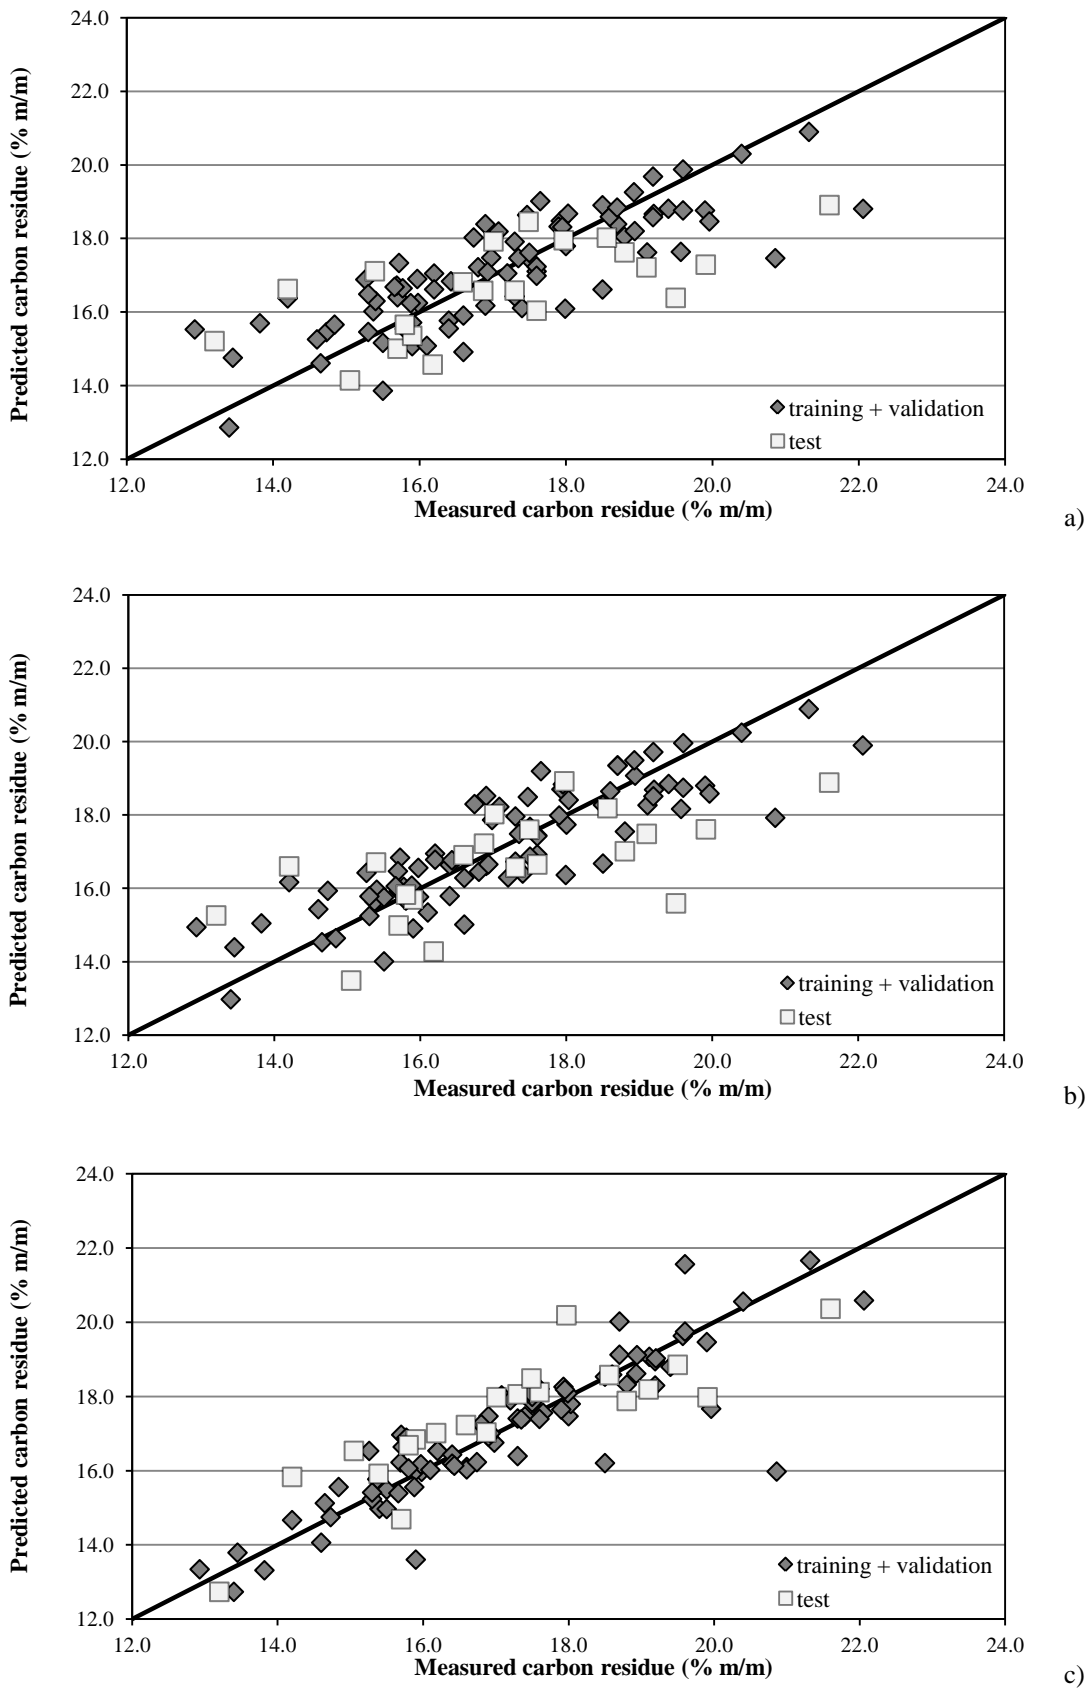 24.0
22.0
20.0
18.0
16.0
14.0
12.0
Predicted carbon residue (% m/m)
training + validation
test
12.0 14.0 16.0 18.0 20.0 22.0 24.0
Measured carbon residue (% m/m)
a)
24.0
22.0
20.0
18.0
16.0
14.0
12.0
Predicted carbon residue (% m/m)
training + validation
test
12.0 14.0 16.0 18.0 20.0 22.0 24.0
Measured carbon residue (% m/m)
b)
24.0
22.0
20.0
18.0
16.0
14.0
12.0
Predicted carbon residue (% m/m)
training + validation
test
12.0 14.0 16.0 18.0 20.0 22.0 24.0
Measured carbon residue (% m/m)
c)